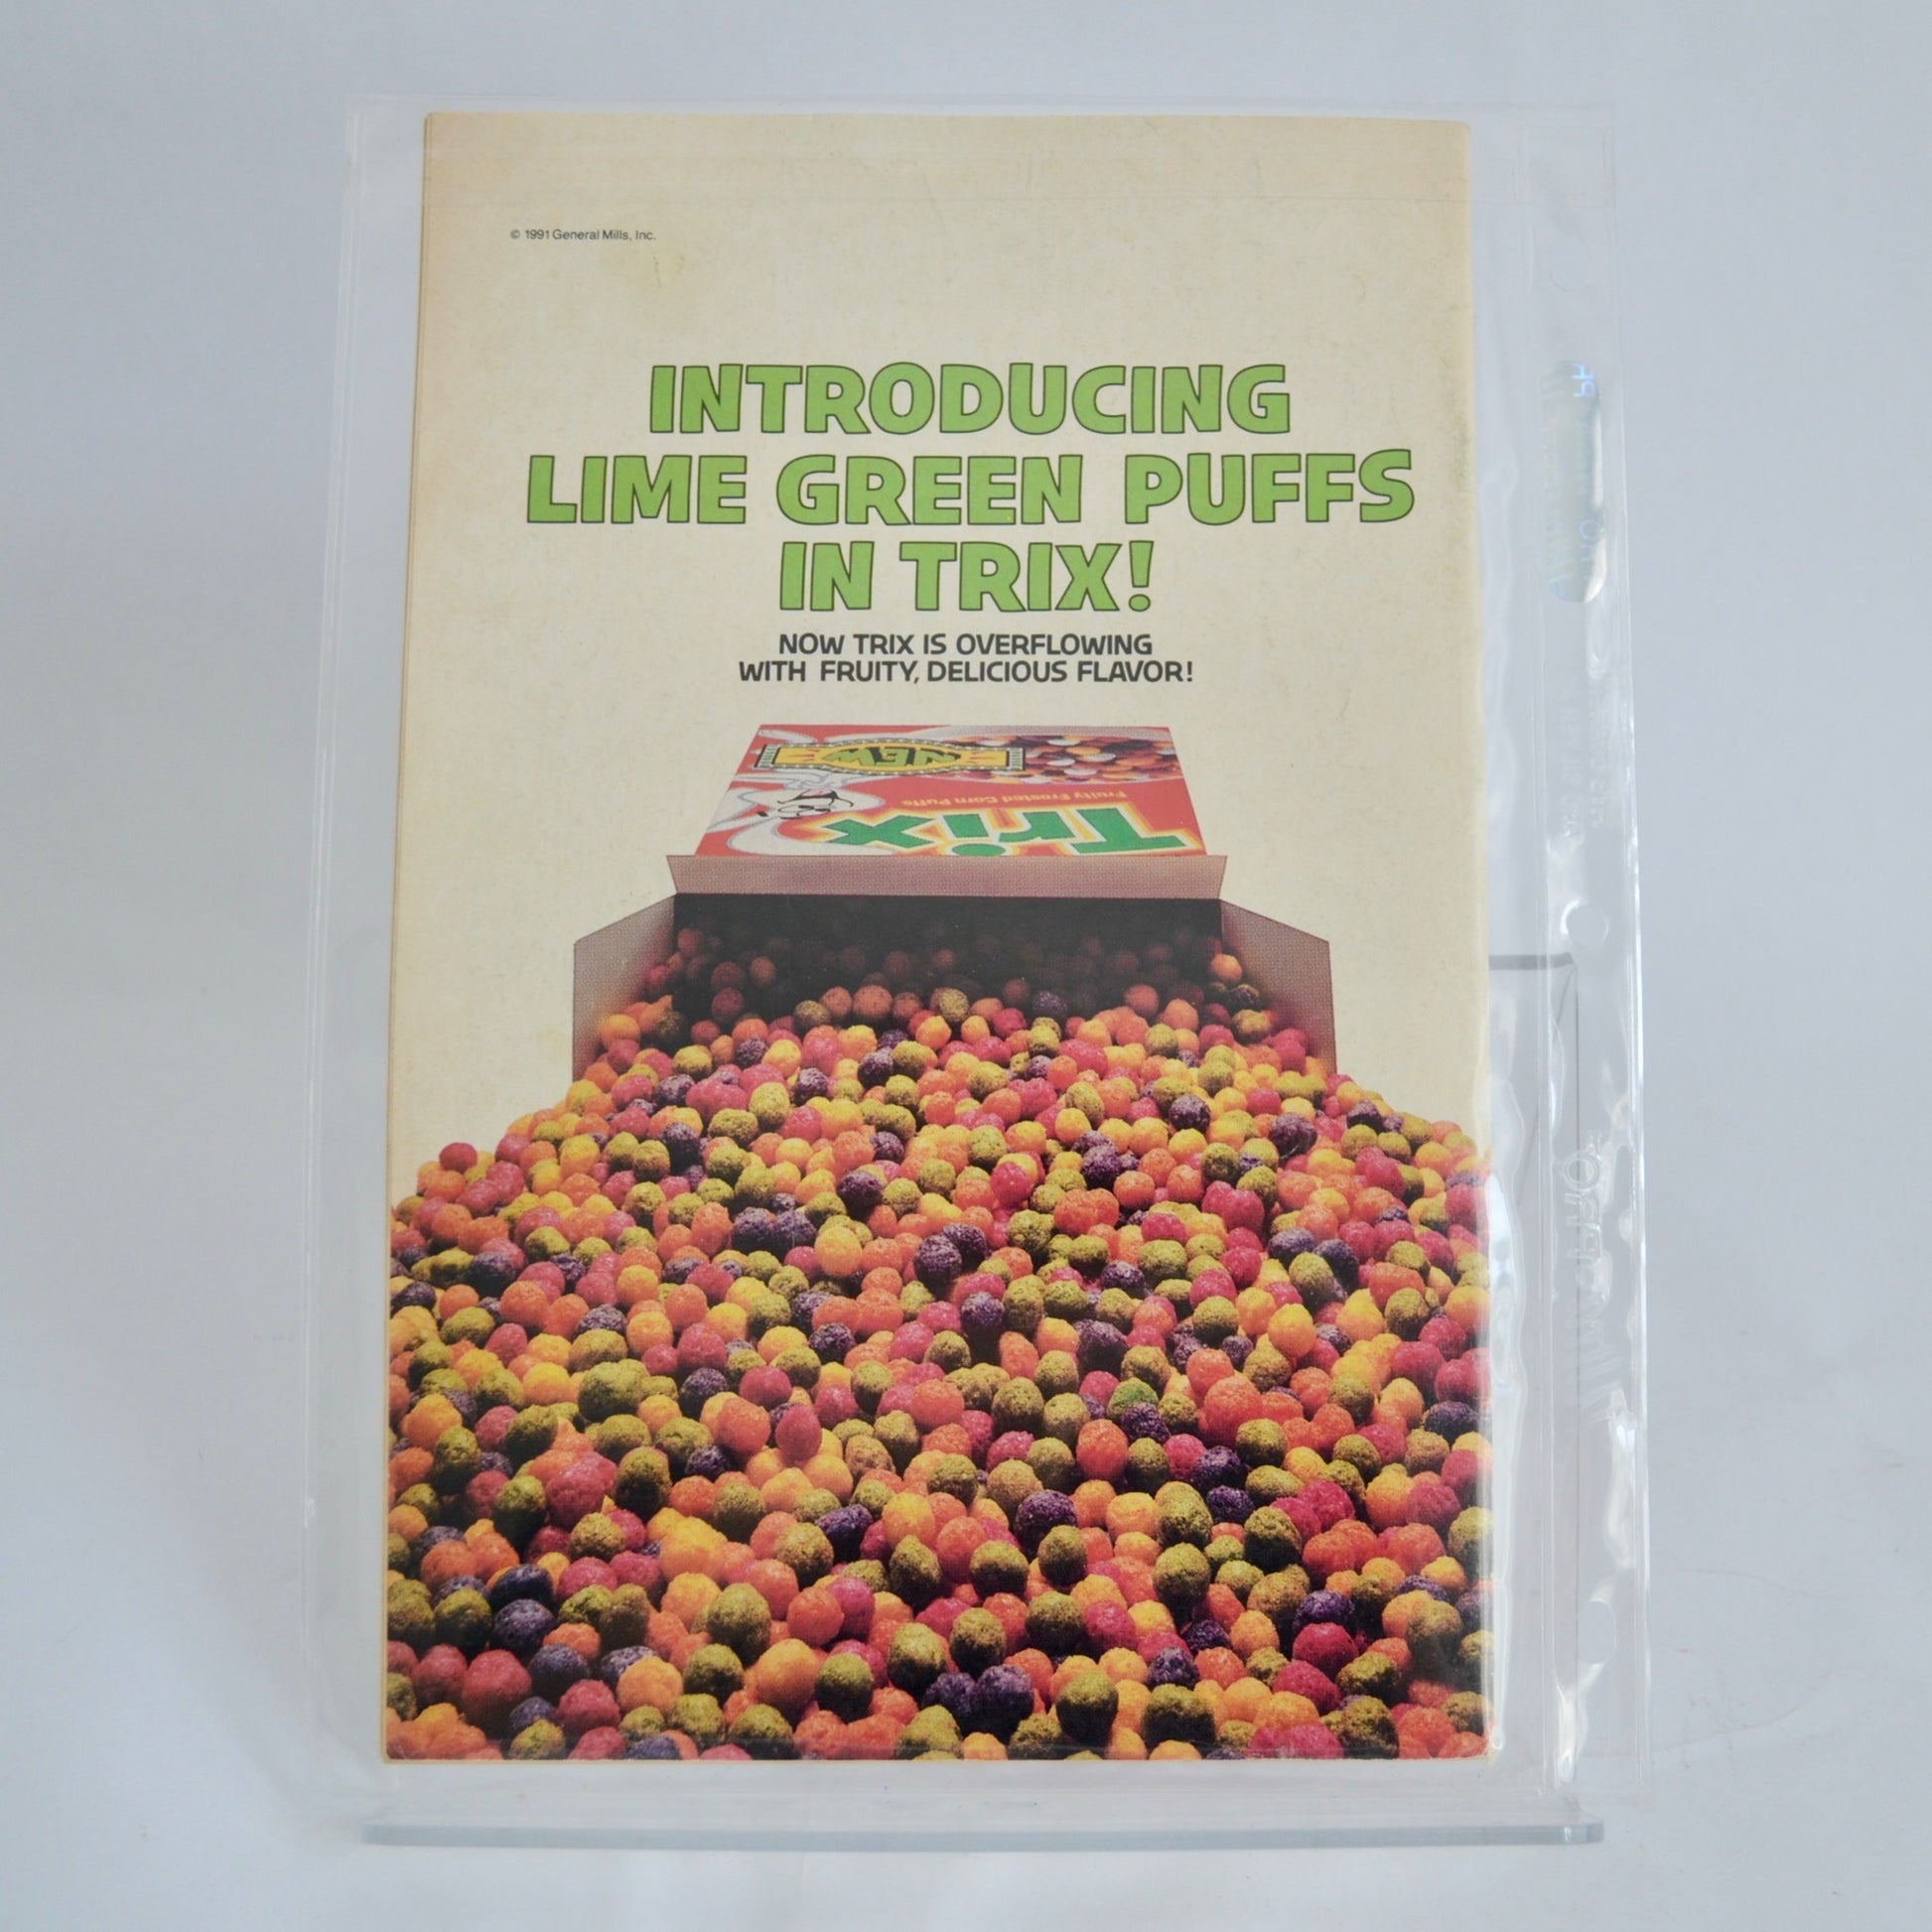 © 1991 General Mills, Inc.
INTRODUCING
LIME GREEN PUFFS
IN TRIX!
NOW TRIX IS OVERFLOWING
WITH FRUITY, DELICIOUS FLAVOR!
NEW
Fruity Frosted Corn Puffs
Trix